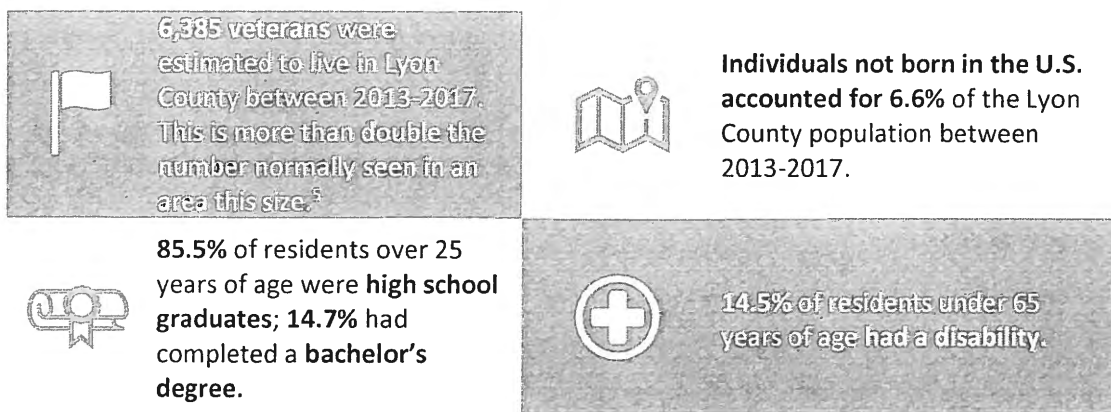 6,385 veterans were
estimated to live in Lyon
County between 2013-2017.
This is more than double the
number normally seen in an
area this size.5
Individuals not born in the U.S.
accounted for 6.6% of the Lyon
County population between
2013-2017.
85.5% of residents over 25
years of age were high school
graduates; 14.7% had
completed a bachelor's
degree.
14.5% of residents under 65
years of age had a disability.